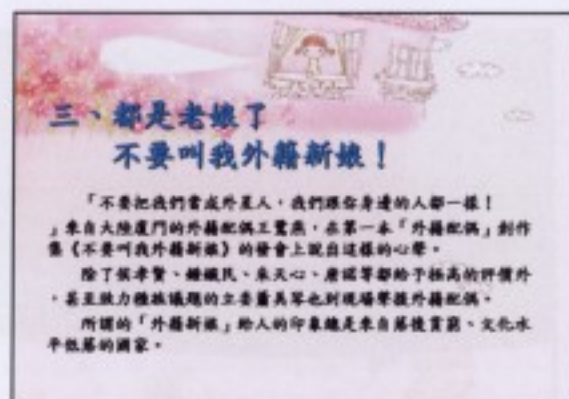 三、都是老娘了
不要叫我外籍新娘！
「不要把我們當成外星人，我們跟你身邊的人都一樣！
」來自大陸廈門的外籍配偶王鷺燕，在第一本「外籍配偶」創作
集《不要叫我外籍新娘》的發會上說出這樣的心聲。
除了侯孝賢、鍾鐵民、朱天心、唐諾等都給予極高的評價外
，甚至致力種族議題的立委蕭美琴也到現場聲援外籍配偶。
所謂的「外籍新娘」給人的印象總是來自落後貧窮、文化水
平低落的國家。